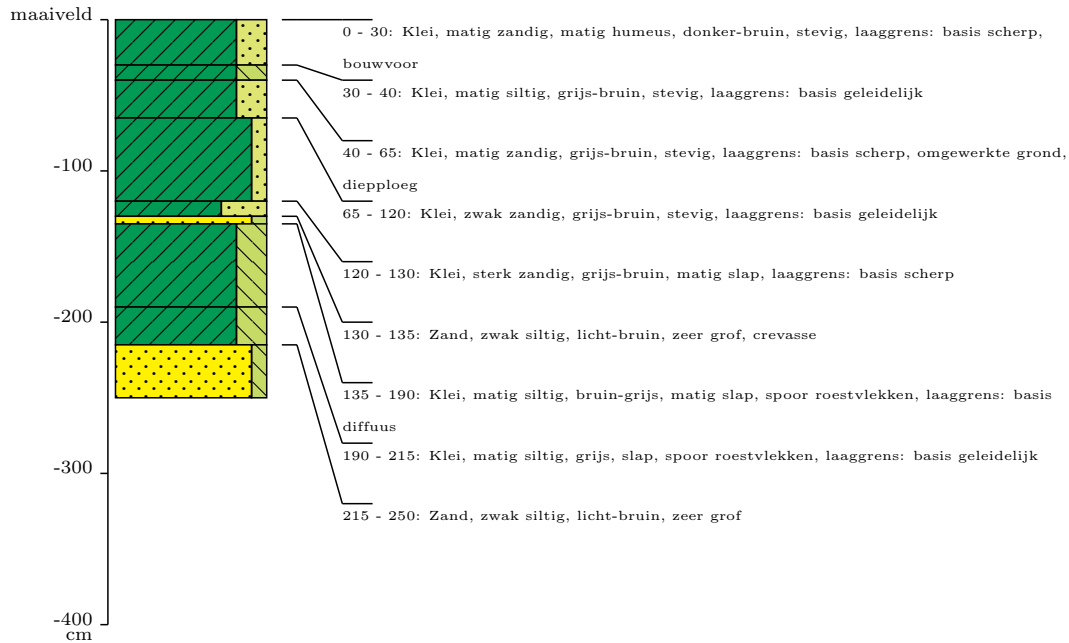 maaiveld
0 - 30: Klei, matig zandig, matig humeus, donker-bruin, stevig, laaggrens: basis scherp,
bouwvoor
30 - 40: Klei, matig siltig, grijs-bruin, stevig, laaggrens: basis geleidelijk
40 - 65: Klei, matig zandig, grijs-bruin, stevig, laaggrens: basis scherp, omgewerkte grond,
-100
diepploeg
65 - 120: Klei, zwak zandig, grijs-bruin, stevig, laaggrens: basis geleidelijk
120 - 130: Klei, sterk zandig, grijs-bruin, matig slap, laaggrens: basis scherp
-200
130 - 135: Zand, zwak siltig, licht-bruin, zeer grof, crevasse
135 - 190: Klei, matig siltig, bruin-grijs, matig slap, spoor roestvlekken, laaggrens: basis
diffuus
190 - 215: Klei, matig siltig, grijs, slap, spoor roestvlekken, laaggrens: basis geleidelijk
-300
215 - 250: Zand, zwak siltig, licht-bruin, zeer grof
-400
cm